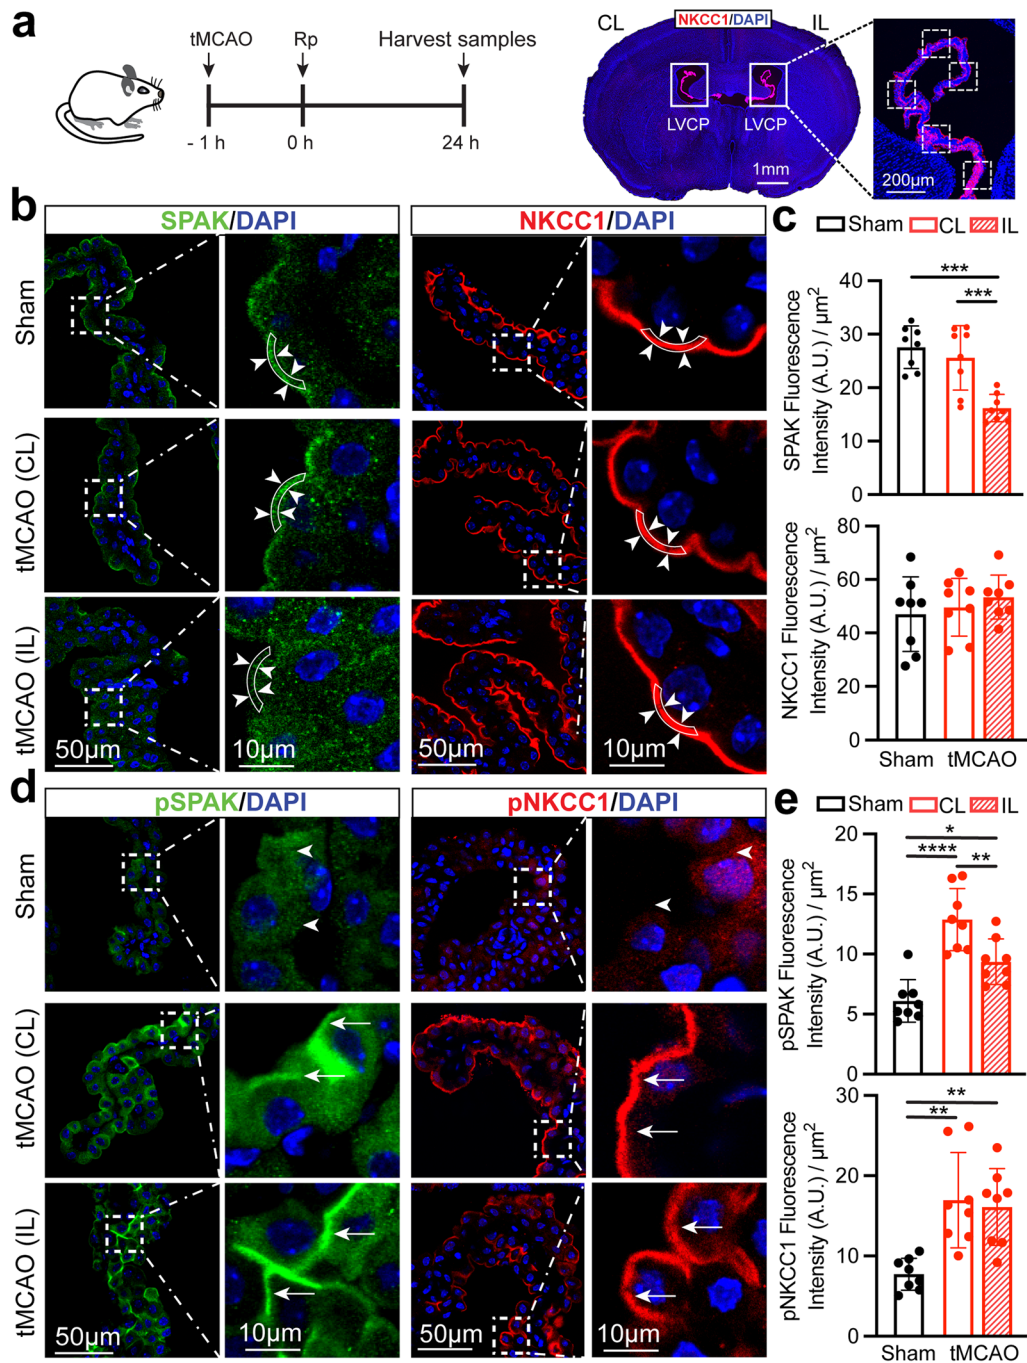 a
tMCAO
Rp
Harvest samples
- 1 h
0 h
24 h
CL
NKCC1/DAPI
IL
LVCP
LVCP
1mm
200µm
b
SPAK/DAPI
NKCC1/DAPI
Sham
tMCAO (CL)
tMCAO (IL)
50µm
10µm
50µm
10µm
c
Sham
CL
IL
SPAK Fluorescence
Intensity (A.U.) / µm²
40
30
20
10
0
***
***
NKCC1 Fluorescence
Intensity (A.U.) / µm²
80
60
40
20
0
Sham
tMCAO
d
pSPAK/DAPI
pNKCC1/DAPI
Sham
tMCAO (CL)
tMCAO (IL)
50µm
10µm
50µm
10µm
e
Sham
CL
IL
pSPAK Fluorescence
Intensity (A.U.) / µm²
20
15
10
5
0
*
****
**
pNKCC1 Fluorescence
Intensity (A.U.) / µm²
30
20
10
0
**
**
Sham
tMCAO